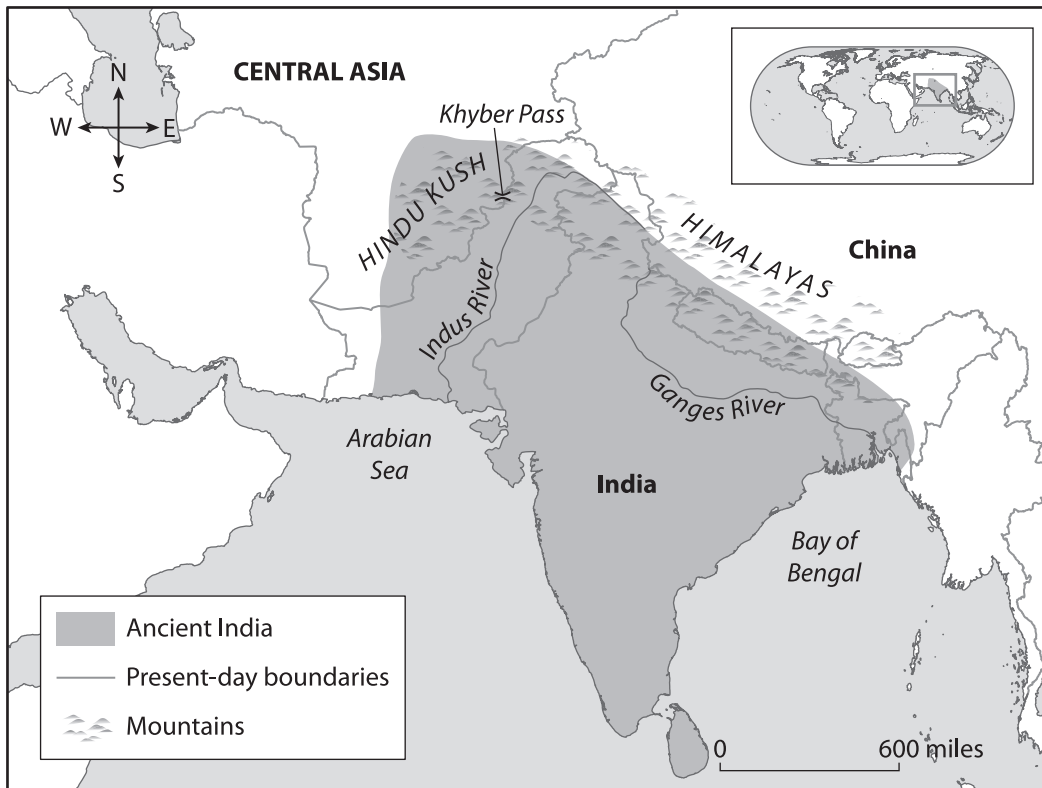 N
W E
S
CENTRAL ASIA
Khyber Pass
HINDU KUSH
HIMALAYAS
China
Indus River
Ganges River
Arabian
Sea
India
Bay of
Bengal
Ancient India
Present-day boundaries
Mountains
0 600 miles